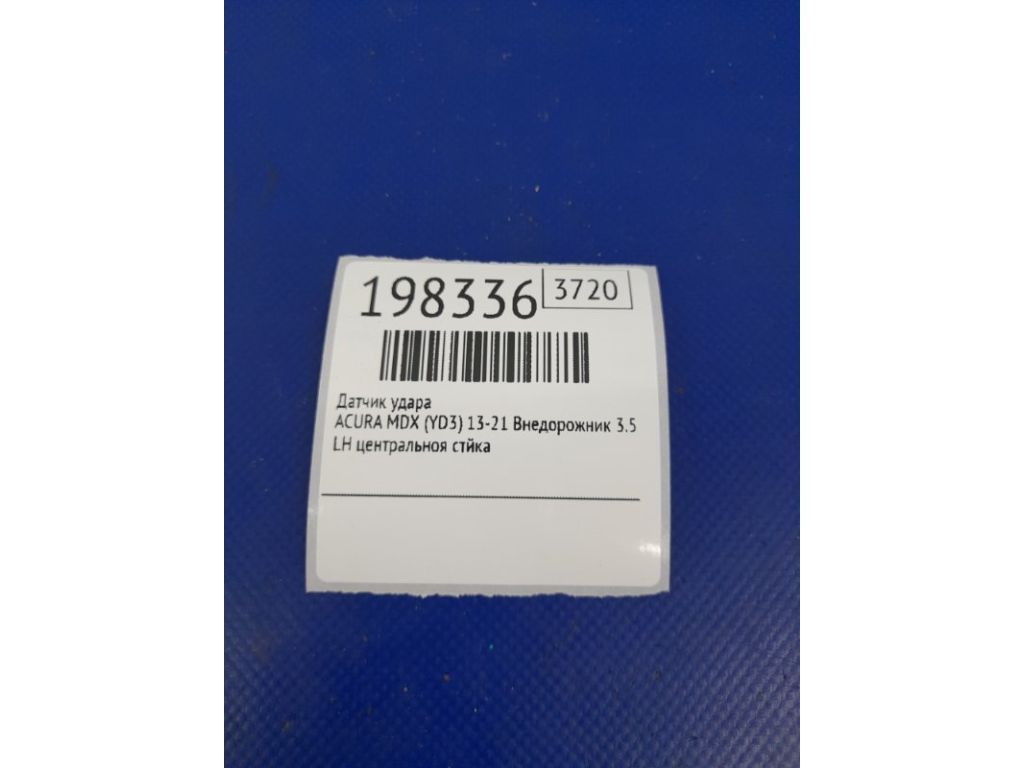 198336 3720
Датчик удара
ACURA MDX (YD3) 13-21 Внедорожник 3.5
LH центральноя стйка